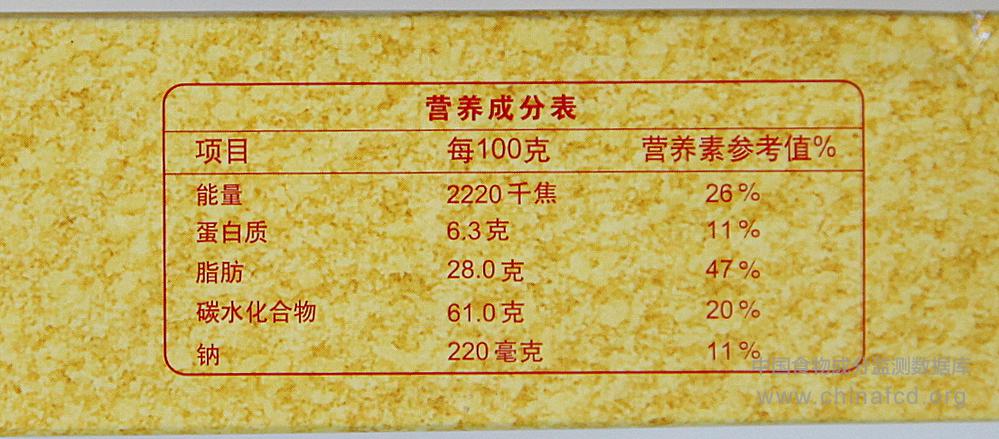 营养成分表
项目 每100克 营养素参考值%
能量 2220千焦 26%
蛋白质 6.3克 11%
脂肪 28.0克 47%
碳水化合物 61.0克 20%
钠 220毫克 11%
中国食物成分监测数据库
www.chinafcd.org